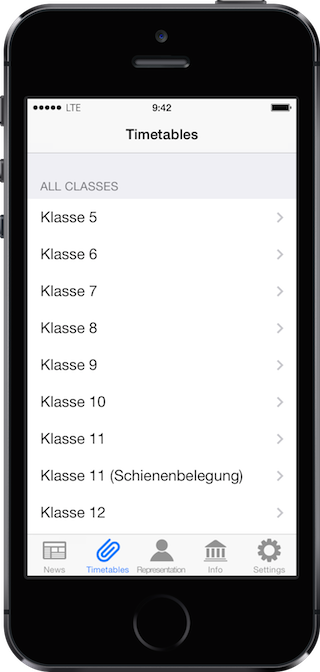 LTE 9:42
Timetables
ALL CLASSES
Klasse 5
Klasse 6
Klasse 7
Klasse 8
Klasse 9
Klasse 10
Klasse 11
Klasse 11 (Schienenbelegung)
Klasse 12
News Timetables Representation Info Settings